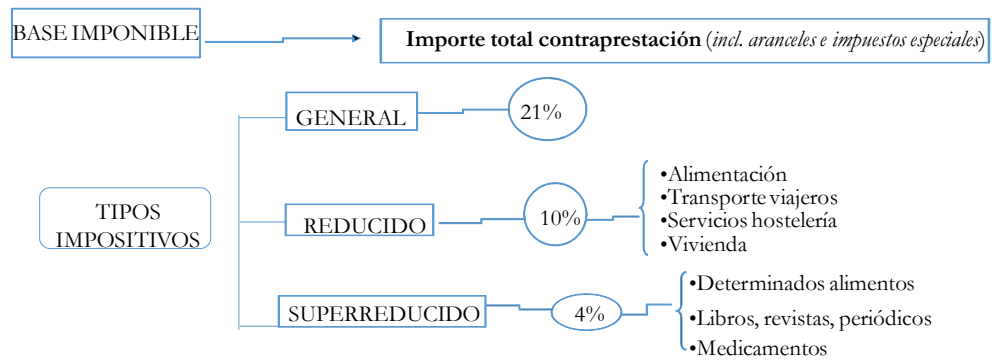 BASE IMPONIBLE
Importe total contraprestación (incl. aranceles e impuestos especiales)
TIPOS
IMPOSITIVOS
GENERAL
21%
REDUCIDO
10%
•Alimentación
•Transporte viajeros
•Servicios hostelería
•Vivienda
SUPERREDUCIDO
4%
•Determinados alimentos
•Libros, revistas, periódicos
•Medicamentos